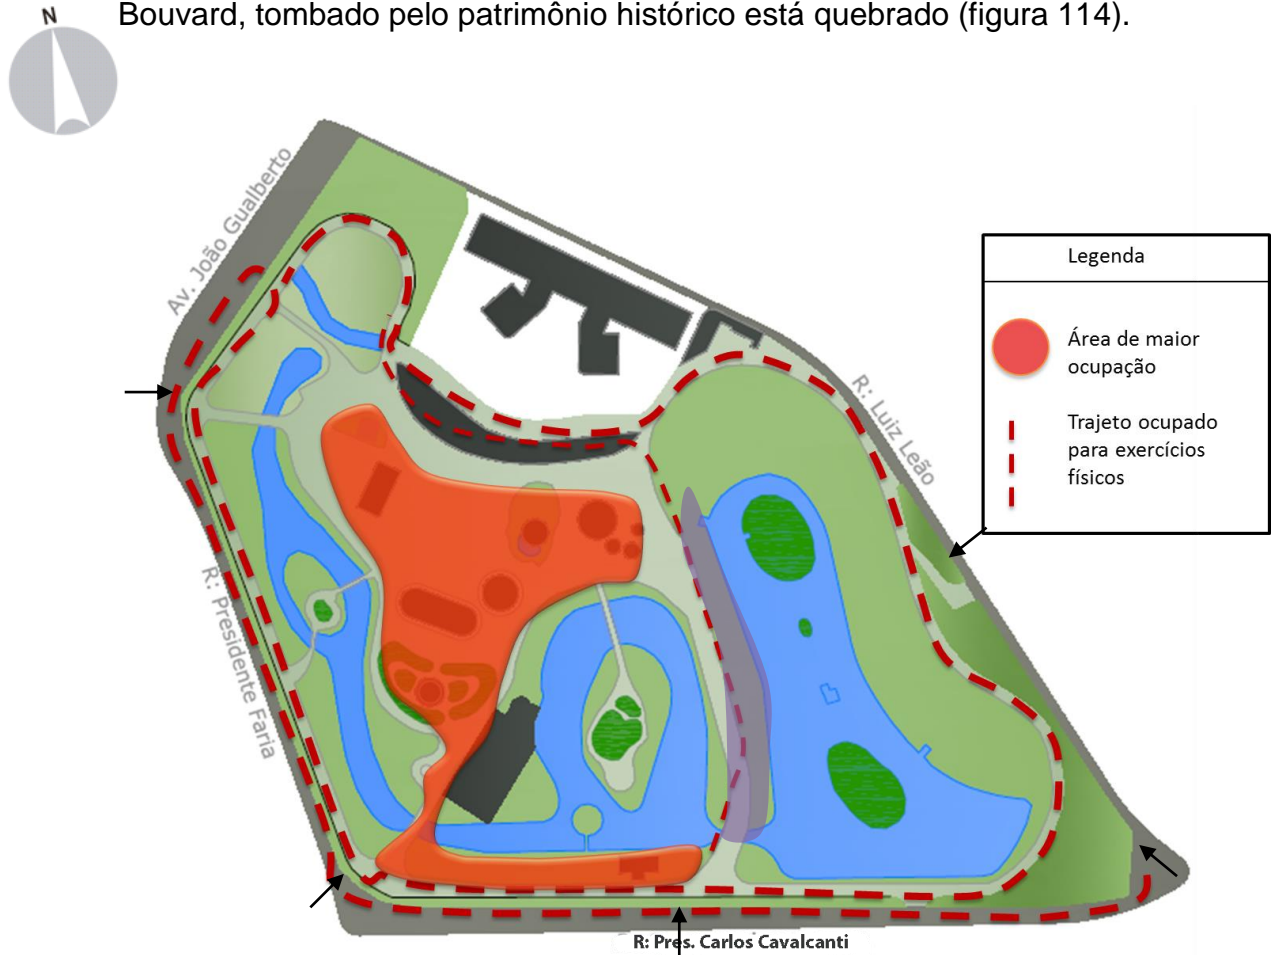 Bouvard, tombado pelo patrimônio histórico está quebrado (figura 114).
N
Av. João Gualberto
Legenda
Área de maior
ocupação
Trajeto ocupado
para exercícios
físicos
R: Luiz Leão
R: Presidente Faria
R: Pres. Carlos Cavalcanti